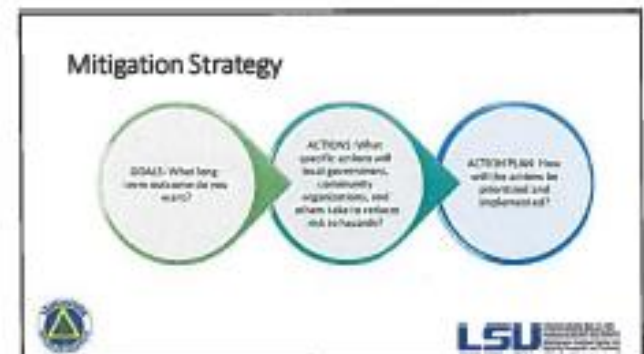 Mitigation Strategy
GOALS: What long
term outcome do you
want?
ACTIONS: What
specific actions will
local government,
community
organizations, and
others take to reduce
risk to hazards?
ACTION PLAN: How
will the actions be
prioritized and
implemented?
LSU